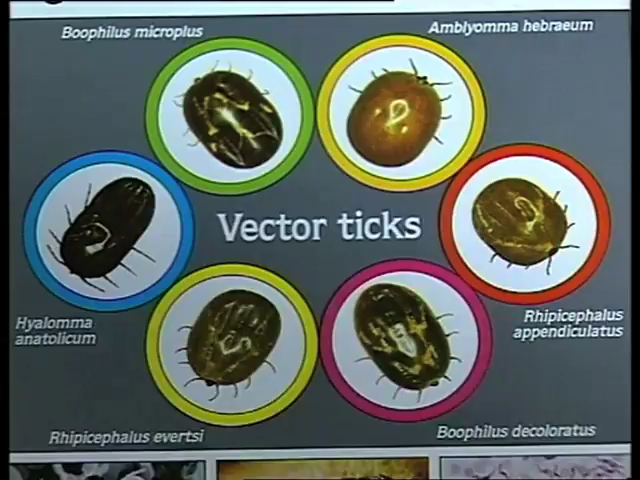 Boophilus microplus
Amblyomma hebraeum
Vector ticks
Hyalomma
anatolicum
Rhipicephalus
appendiculatus
Rhipicephalus evertsi
Boophilus decoloratus